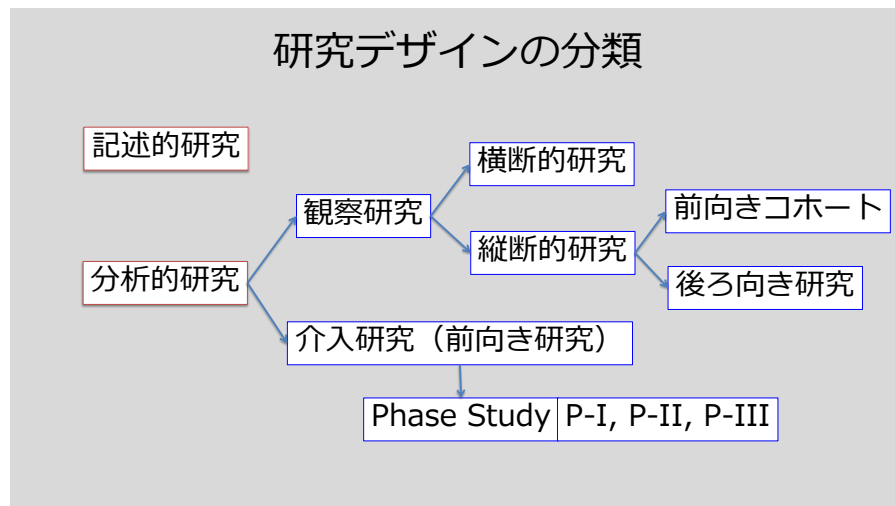 研究デザインの分類
記述的研究
横断的研究
観察研究
前向きコホート
縦断的研究
分析的研究
後ろ向き研究
介入研究（前向き研究）
Phase Study P-I, P-II, P-III